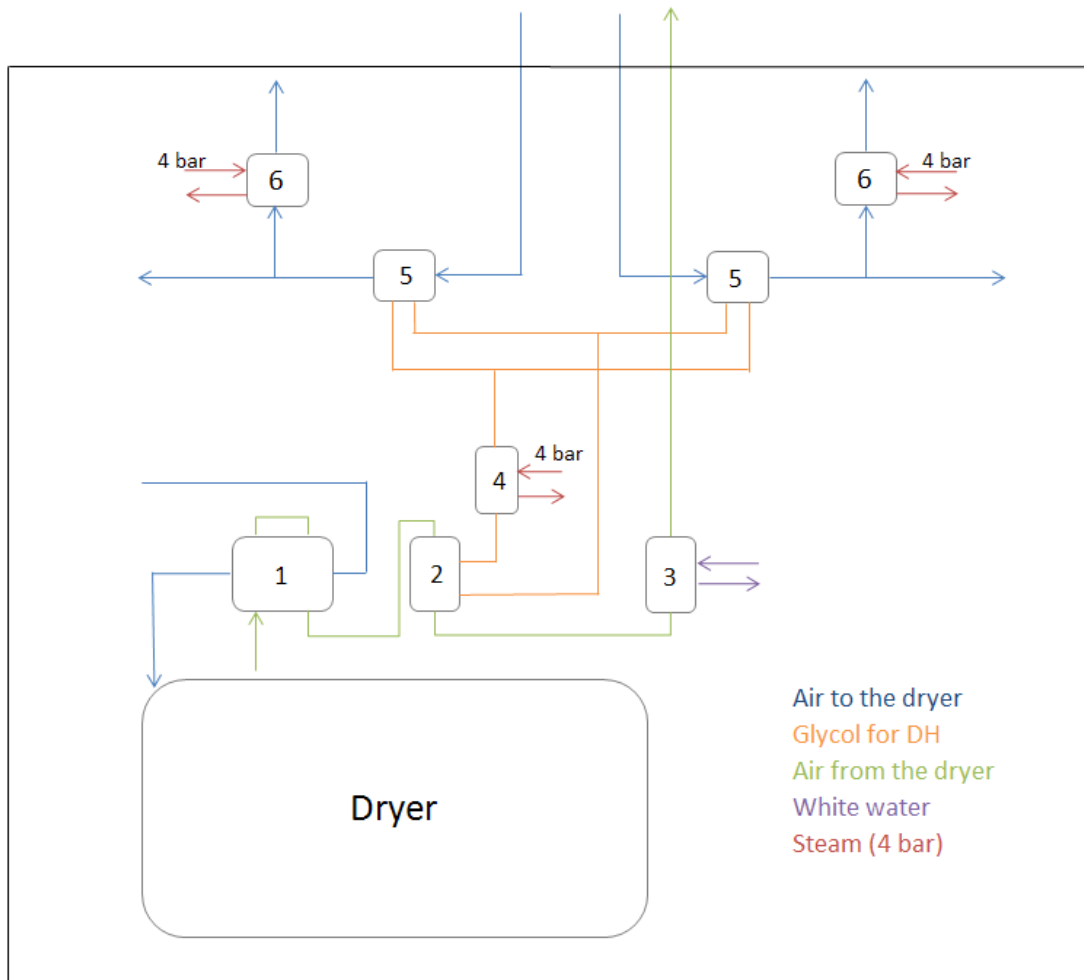 4 bar
6
4 bar
6
5
5
4 bar
4
1
2
3
Air to the dryer
Glycol for DH
Air from the dryer
White water
Steam (4 bar)
Dryer